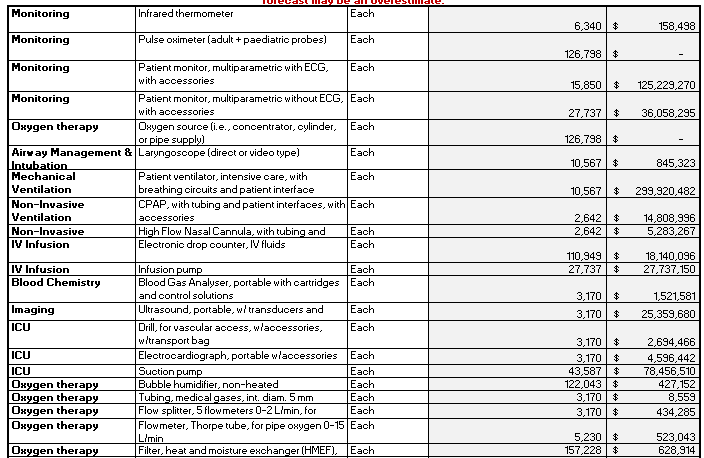 forecast may be an overestimate.
Monitoring Infrared thermometer Each 6,340 $ 158,498
Monitoring Pulse oximeter (adult + paediatric probes) Each 126,798 $ -
Monitoring Patient monitor, multiparametric with ECG, Each
with accessories 15,850 $ 125,229,270
Monitoring Patient monitor, multiparametric without ECG, Each
with accessories 27,737 $ 36,058,295
Oxygen therapy Oxygen source (i.e., concentrator, cylinder, Each
or pipe supply) 126,798 $ -
Airway Management & Laryngoscope (direct or video type) Each
Intubation 10,567 $ 845,323
Mechanical Patient ventilator, intensive care, with Each
Ventilation breathing circuits and patient interface 10,567 $ 299,920,482
Non-Invasive CPAP, with tubing and patient interfaces, with Each
Ventilation accessories 2,642 $ 14,808,996
Non-Invasive High Flow Nasal Cannula, with tubing and Each 2,642 $ 5,283,267
IV Infusion Electronic drop counter, IV fluids Each 110,949 $ 18,140,096
IV Infusion Infusion pump Each 27,737 $ 27,737,150
Blood Chemistry Blood Gas Analyser, portable with cartridges Each
and control solutions 3,170 $ 1,521,581
Imaging Ultrasound, portable, w/ transducers and Each 3,170 $ 25,359,680
ICU Drill, for vascular access, w/accessories, Each
w/transport bag 3,170 $ 2,694,466
ICU Electrocardiograph, portable w/accessories Each 3,170 $ 4,596,442
ICU Suction pump Each 43,587 $ 78,456,510
Oxygen therapy Bubble humidifier, non-heated Each 122,043 $ 427,152
Oxygen therapy Tubing, medical gases, int. diam. 5 mm Each 3,170 $ 8,559
Oxygen therapy Flow splitter, 5 flowmeters 0-2 L/min, for Each 3,170 $ 434,285
Oxygen therapy Flowmeter, Thorpe tube, for pipe oxygen 0-15 Each
L/min 5,230 $ 523,043
Oxygen therapy Filter, heat and moisture exchanger (HMEF), Each 157,228 $ 628,914